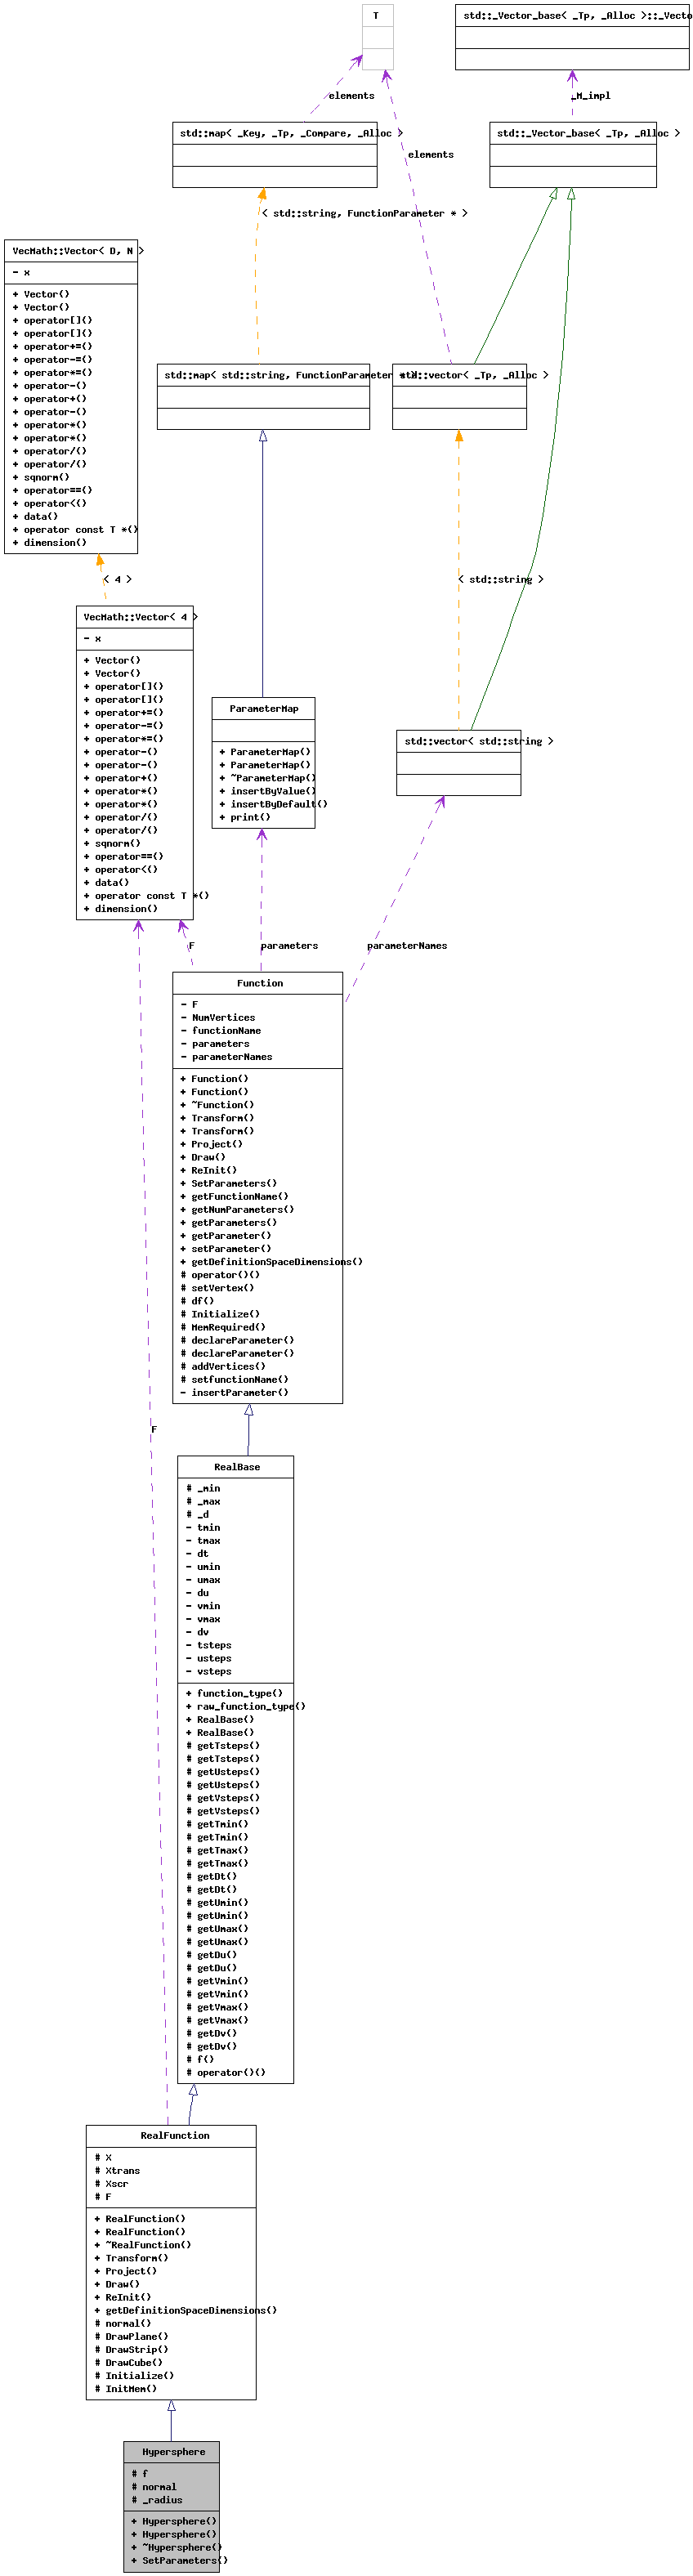 T
std::_Vector_base< _Tp, _Alloc >::_Vecto
elements
_M_impl
std::map< _Key, _Tp, _Compare, _Alloc >
std::_Vector_base< _Tp, _Alloc >
elements
< std::string, FunctionParameter * >
VecMath::Vector< D, N >
- x
+ Vector()
+ Vector()
+ operator[]()
+ operator[]()
+ operator+=()
+ operator-=()
+ operator*=()
+ operator-()
+ operator+()
+ operator-()
+ operator*()
+ operator*()
+ operator/()
+ operator/()
+ sqnorm()
+ operator==()
+ operator<()
+ data()
+ operator const T *()
+ dimension()
std::map< std::string, FunctionParameter * >
std::vector< _Tp, _Alloc >
< 4 >
< std::string >
VecMath::Vector< 4 >
- x
+ Vector()
+ Vector()
+ operator[]()
+ operator[]()
+ operator+=()
+ operator-=()
+ operator*=()
+ operator-()
+ operator-()
+ operator+()
+ operator*()
+ operator*()
+ operator/()
+ operator/()
+ sqnorm()
+ operator==()
+ operator<()
+ data()
+ operator const T *()
+ dimension()
ParameterMap
+ ParameterMap()
+ ParameterMap()
+ ~ParameterMap()
+ insertByValue()
+ insertByDefault()
+ print()
std::vector< std::string >
F
parameters
parameterNames
Function
- F
- NumVertices
- functionName
- parameters
- parameterNames
+ Function()
+ Function()
+ ~Function()
+ Transform()
+ Transform()
+ Project()
+ Draw()
+ ReInit()
+ SetParameters()
+ getFunctionName()
+ getNumParameters()
+ getParameters()
+ getParameter()
+ setParameter()
+ getDefinitionSpaceDimensions()
# operator()()
# setVertex()
# df()
# Initialize()
# MemRequired()
# declareParameter()
# declareParameter()
# addVertices()
# setfunctionName()
- insertParameter()
F
RealBase
# _min
# _max
# _d
- tmin
- tmax
- dt
- umin
- umax
- du
- vmin
- vmax
- dv
- tsteps
- usteps
- vsteps
+ function_type()
+ raw_function_type()
+ RealBase()
+ RealBase()
# getTsteps()
# getTsteps()
# getUsteps()
# getUsteps()
# getVsteps()
# getVsteps()
# getTmin()
# getTmin()
# getTmax()
# getTmax()
# getDt()
# getDt()
# getUmin()
# getUmin()
# getUmax()
# getUmax()
# getDu()
# getDu()
# getVmin()
# getVmin()
# getVmax()
# getVmax()
# getDv()
# getDv()
# f()
# operator()()
RealFunction
# X
# Xtrans
# Xscr
# F
+ RealFunction()
+ RealFunction()
+ ~RealFunction()
+ Transform()
+ Project()
+ Draw()
+ ReInit()
+ getDefinitionSpaceDimensions()
# normal()
# DrawPlane()
# DrawStrip()
# DrawCube()
# Initialize()
# InitMem()
Hypersphere
# f
# normal
# _radius
+ Hypersphere()
+ Hypersphere()
+ ~Hypersphere()
+ SetParameters()